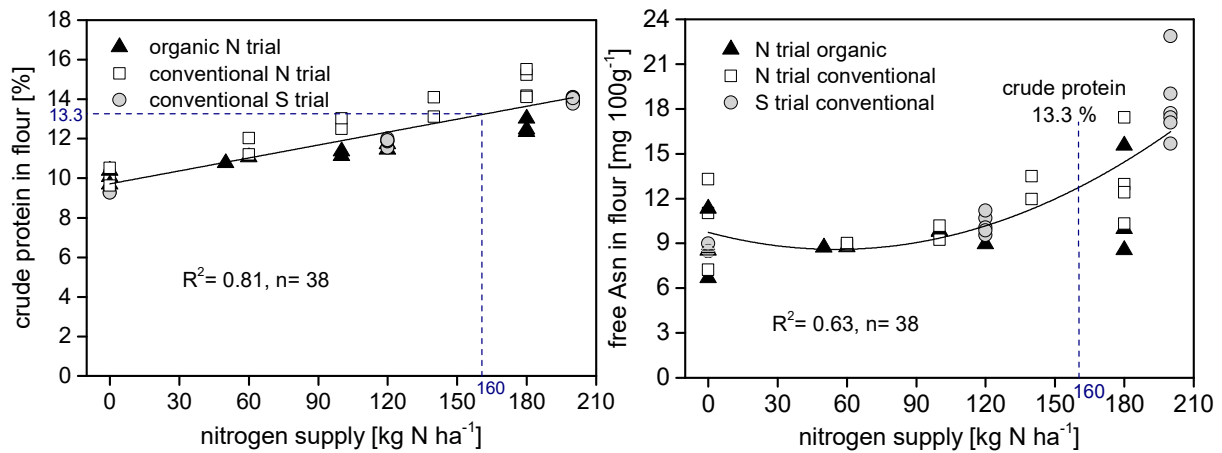 18
16
14
13.3
12
10
8
6
4
2
0
crude protein in flour [%]
organic N trial
conventional N trial
conventional S trial
R²= 0.81, n= 38
0 30 60 90 120 150 160 180 210
nitrogen supply [kg N ha⁻¹]
24
21
18
15
12
9
6
3
0
free Asn in flour [mg 100g⁻¹]
N trial organic
N trial conventional
S trial conventional
crude protein
13.3 %
R²= 0.63, n= 38
0 30 60 90 120 150 160 180 210
nitrogen supply [kg N ha⁻¹]